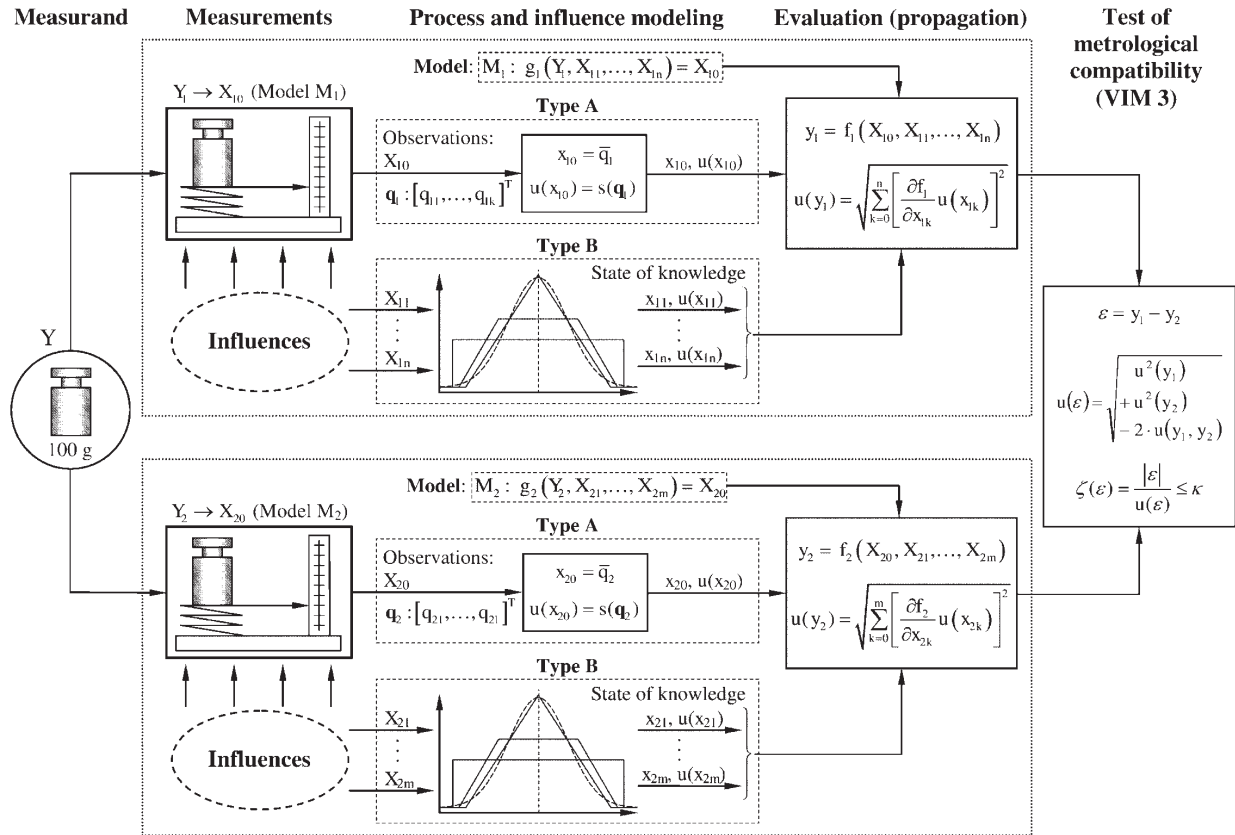 Measurand
Measurements
Process and influence modeling
Evaluation (propagation)
Test of
metrological
compatibility
(VIM 3)
Y
100 g
Model: M₁ : g₁(Y₁, X₁₁,..., X₁ₙ) = X₁₀
Y₁ → X₁₀ (Model M₁)
Type A
Observations:
X₁₀
q₁ : [q₁₁,..., q₁ₖ]ᵀ
x₁₀ = q̅₁
u(x₁₀) = s(q₁)
x₁₀, u(x₁₀)
y₁ = f₁(X₁₀, X₁₁,..., X₁ₙ)
u(y₁) = √(∑ₖ₌₀ⁿ [∂f₁/∂x₁ₖ u(x₁ₖ)]²)
Type B
Influences
X₁₁
⋮
X₁ₙ
State of knowledge
x₁₁, u(x₁₁)
⋮
x₁ₙ, u(x₁ₙ)
Model: M₂ : g₂(Y₂, X₂₁,..., X₂ₘ) = X₂₀
Y₂ → X₂₀ (Model M₂)
Type A
Observations:
X₂₀
q₂ : [q₂₁,..., q₂₁]ᵀ
x₂₀ = q̅₂
u(x₂₀) = s(q₂)
x₂₀, u(x₂₀)
y₂ = f₂(X₂₀, X₂₁,..., X₂ₘ)
u(y₂) = √(∑ₖ₌₀ᵐ [∂f₂/∂x₂ₖ u(x₂ₖ)]²)
Type B
Influences
X₂₁
⋮
X₂ₘ
State of knowledge
x₂₁, u(x₂₁)
⋮
x₂ₘ, u(x₂ₘ)
ε = y₁ − y₂
u(ε) = √(u²(y₁)
+ u²(y₂)
− 2 · u(y₁, y₂))
ζ(ε) = |ε|/u(ε) ≤ κ